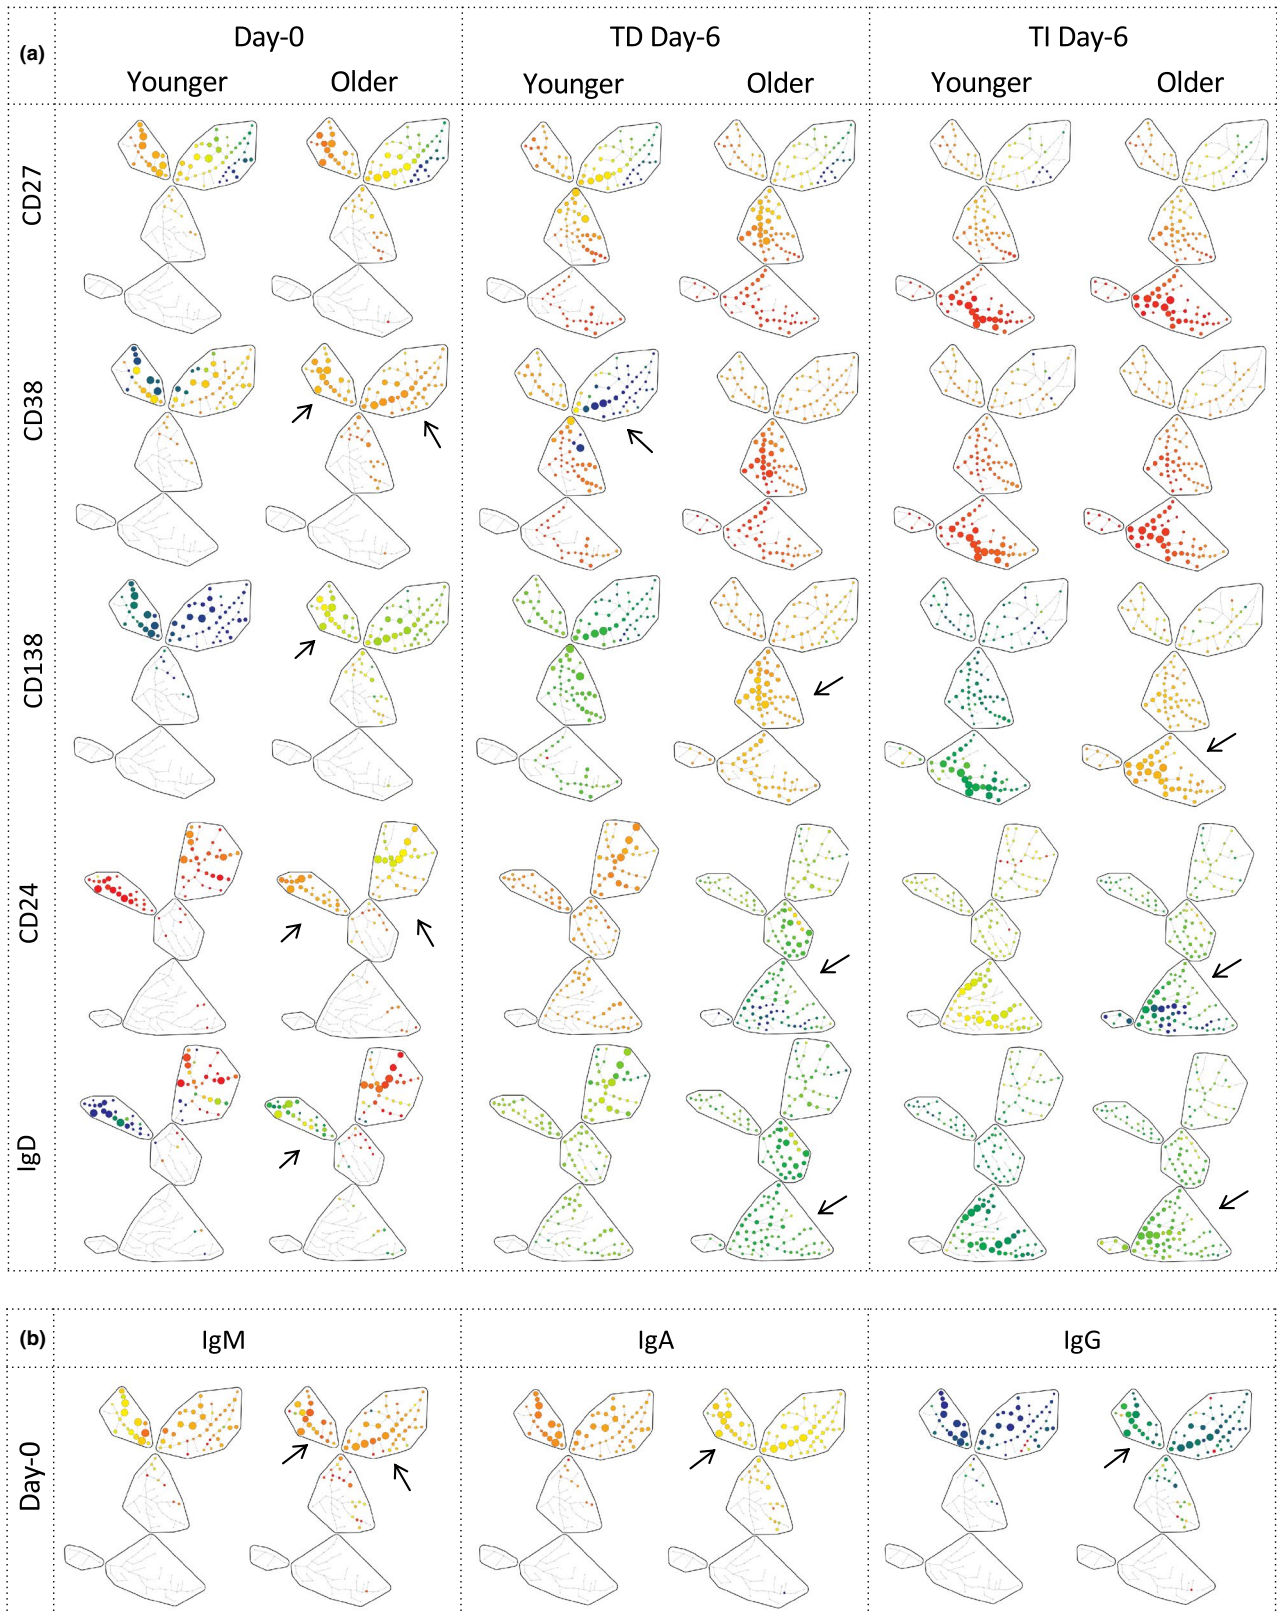 (a)
Day-0 TD Day-6 TI Day-6
Younger Older Younger Older Younger Older
CD27
CD38
CD138
CD24
IgD
(b)
IgM IgA IgG
Day-0